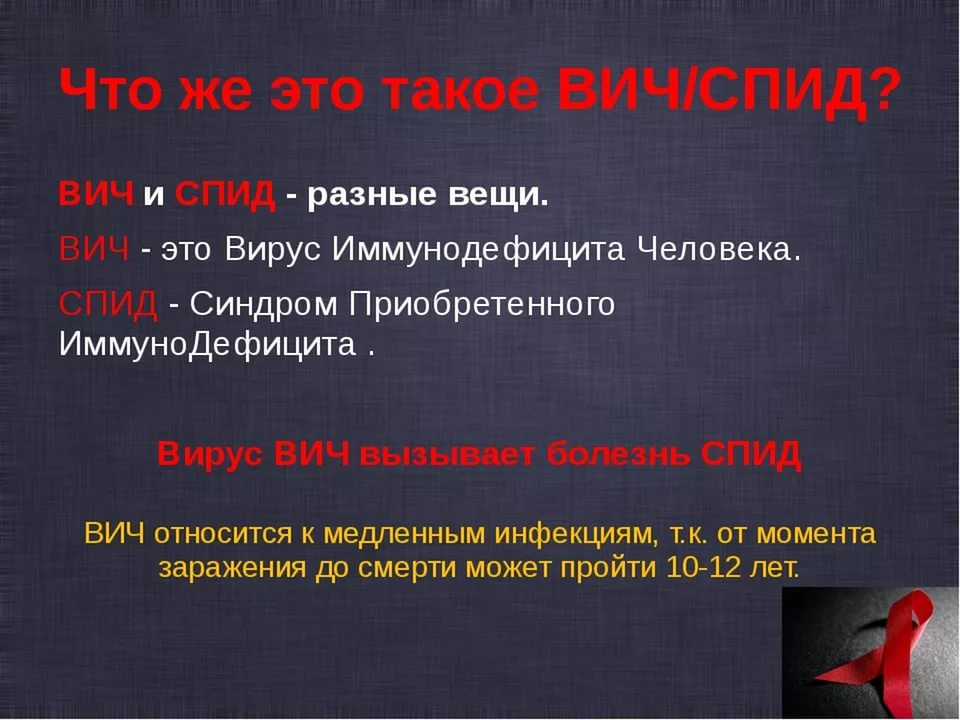 Что же это такое ВИЧ/СПИД?
ВИЧ и СПИД - разные вещи.
ВИЧ - это Вирус Иммунодефицита Человека.
СПИД - Синдром Приобретенного
ИммуноДефицита .
Вирус ВИЧ вызывает болезнь СПИД
ВИЧ относится к медленным инфекциям, т.к. от момента
заражения до смерти может пройти 10-12 лет.